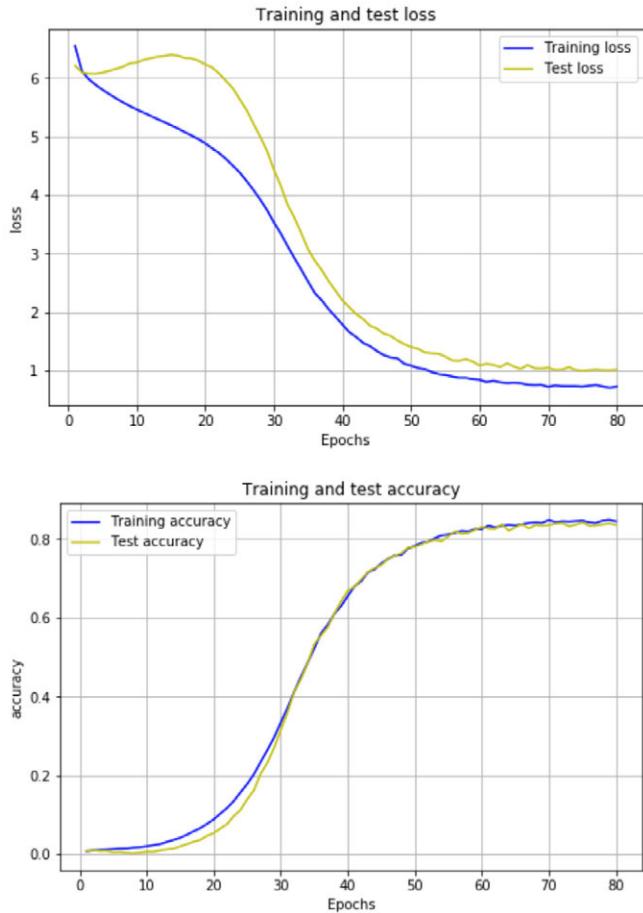 Training and test loss
Training loss
Test loss
6
5
4
3
2
1
loss
0 10 20 30 40 50 60 70 80
Epochs
Training and test accuracy
Training accuracy
Test accuracy
0.8
0.6
0.4
0.2
0.0
accuracy
0 10 20 30 40 50 60 70 80
Epochs